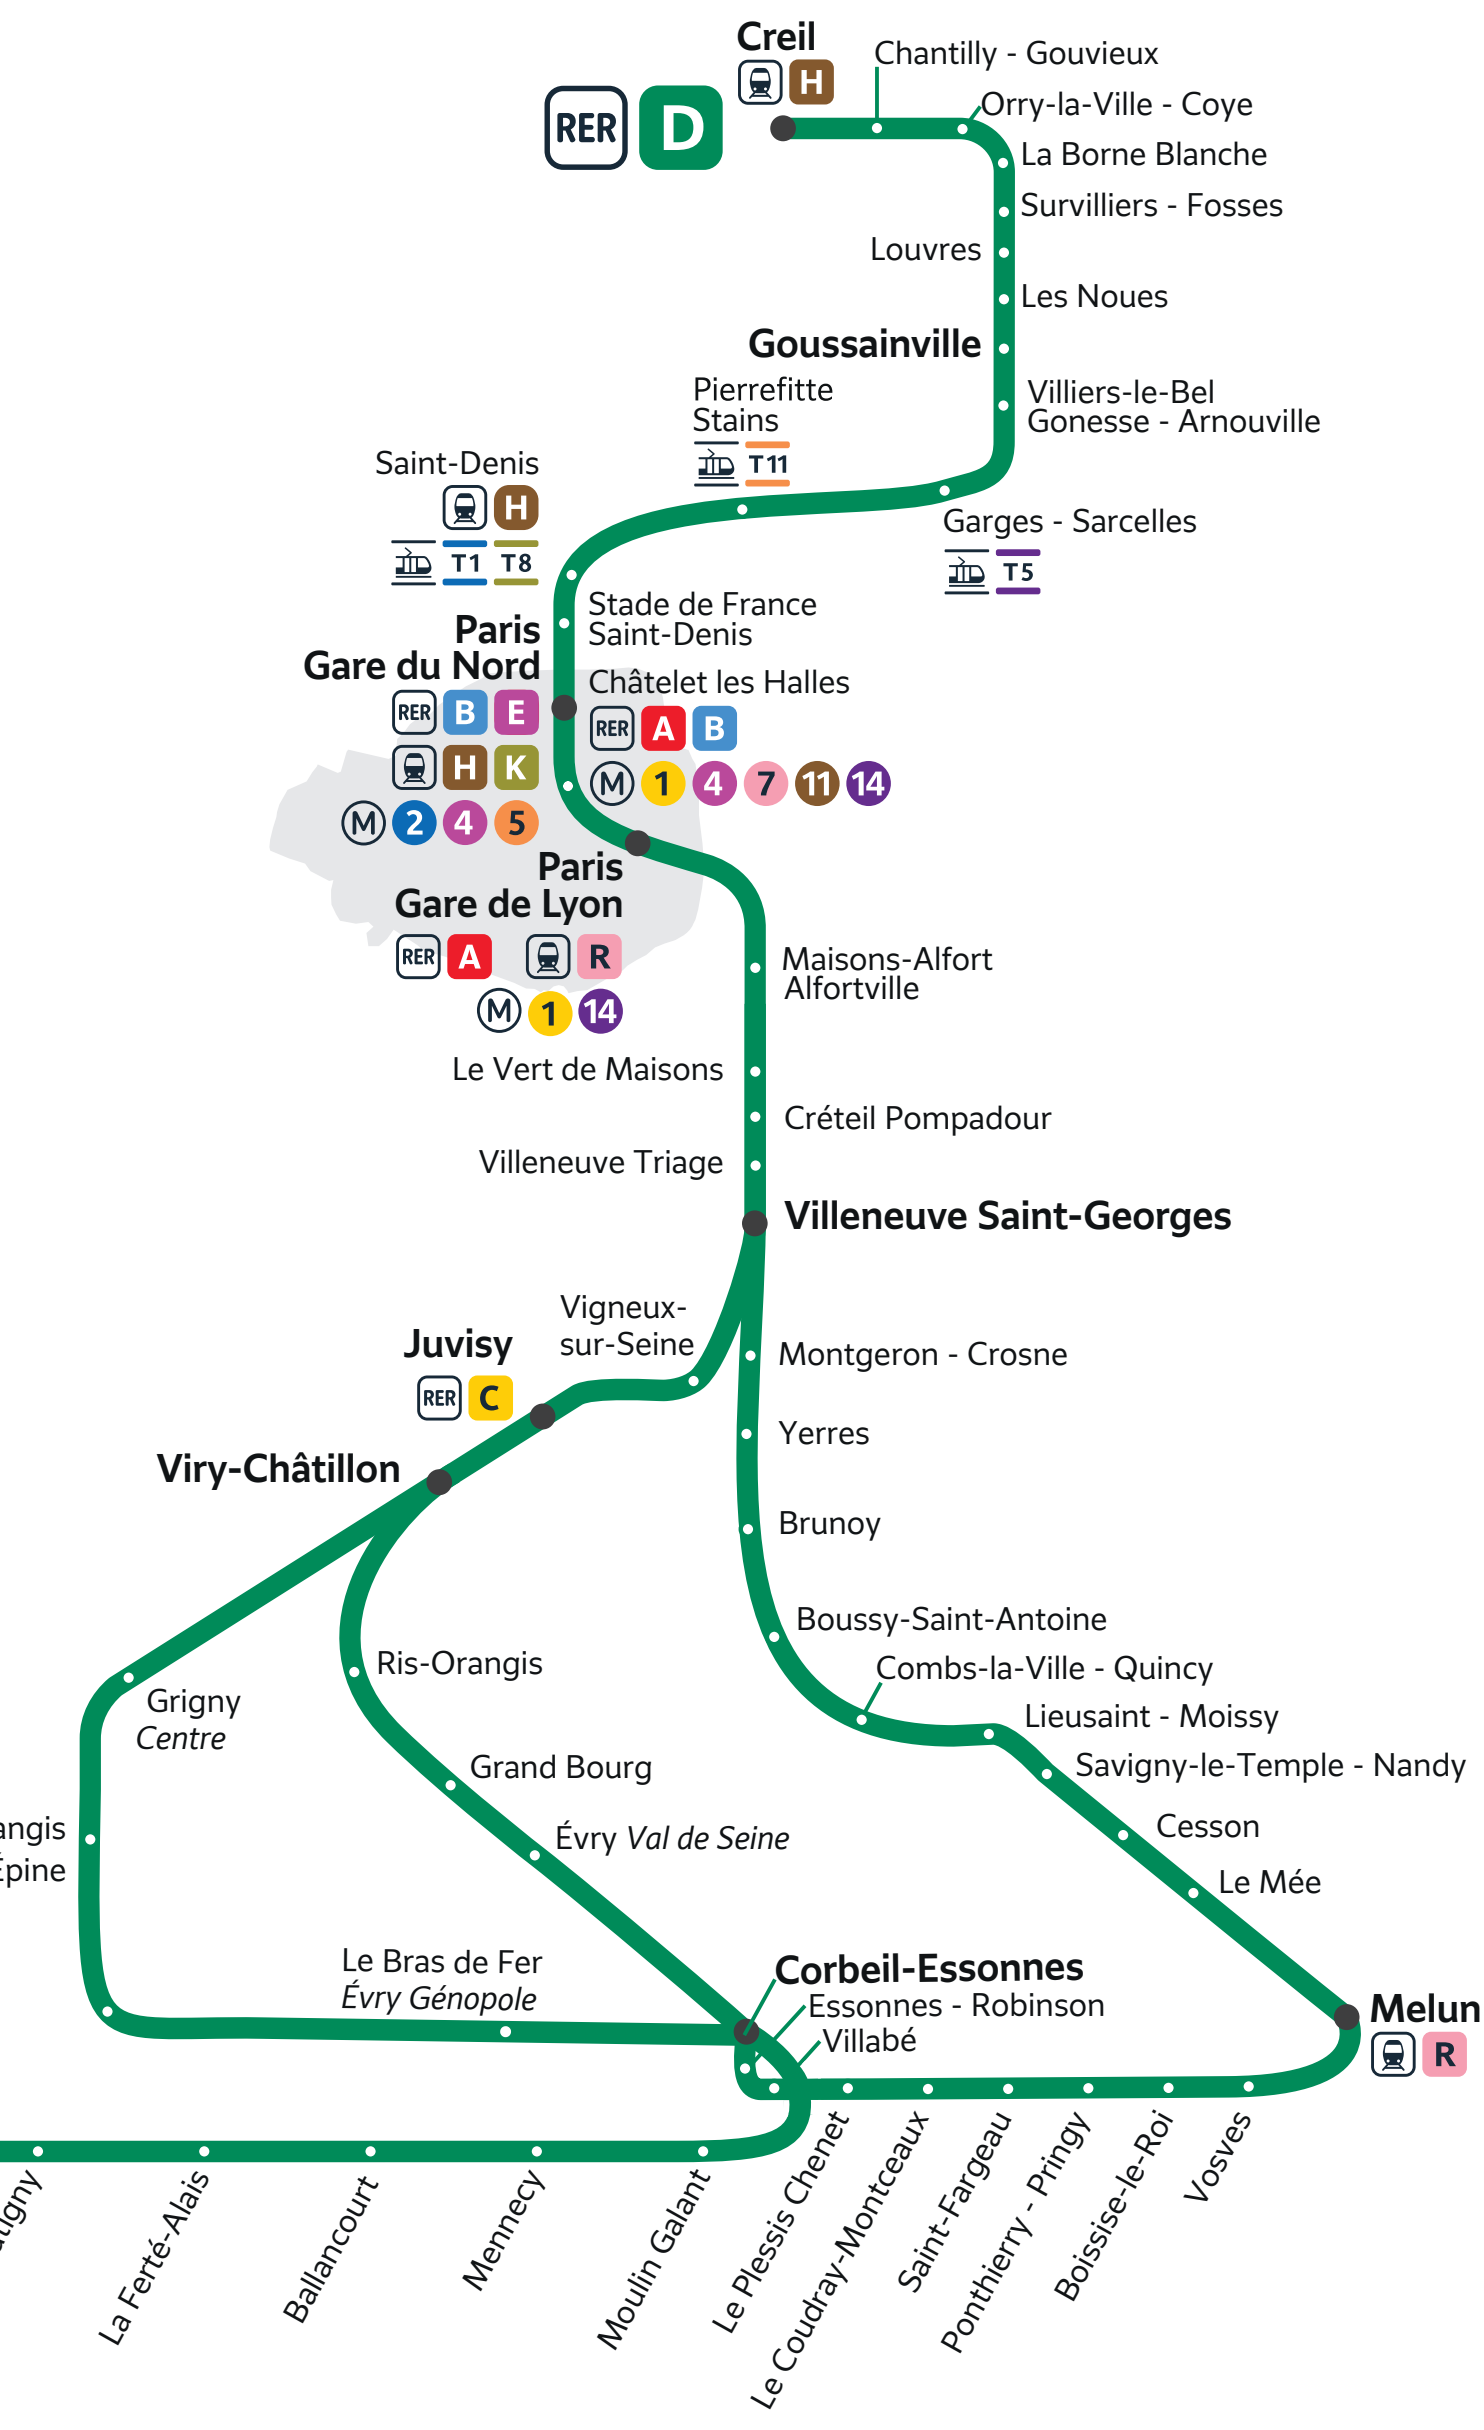 Creil
H
RER D
Chantilly - Gouvieux
Orry-la-Ville - Coye
La Borne Blanche
Survilliers - Fosses
Louvres
Les Noues
Goussainville
Villiers-le-Bel
Gonesse - Arnouville
Pierrefitte
Stains
T11
Garges - Sarcelles
T5
Saint-Denis
H
T1 T8
Stade de France
Saint-Denis
Paris
Gare du Nord
RER B E
H K
M 2 4 5
Châtelet les Halles
RER A B
M 1 4 7 11 14
Paris
Gare de Lyon
RER A R
M 1 14
Maisons-Alfort
Alfortville
Le Vert de Maisons
Créteil Pompadour
Villeneuve Triage
Villeneuve Saint-Georges
Vigneux-
sur-Seine
Juvisy
RER C
Viry-Châtillon
Montgeron - Crosne
Yerres
Brunoy
Boussy-Saint-Antoine
Combs-la-Ville - Quincy
Lieusaint - Moissy
Savigny-le-Temple - Nandy
Cesson
Le Mée
Melun
R
Grigny
Centre
Ris-Orangis
Grand Bourg
Évry Val de Seine
angis
Épine
Le Bras de Fer
Évry Génopole
Corbeil-Essonnes
Essonnes - Robinson
Villabé
tigny
La Ferté-Alais
Ballancourt
Mennecy
Moulin Galant
Le Plessis Chenet
Le Coudray-Montceaux
Saint-Fargeau
Ponthierry - Pringy
Boissise-le-Roi
Vosves